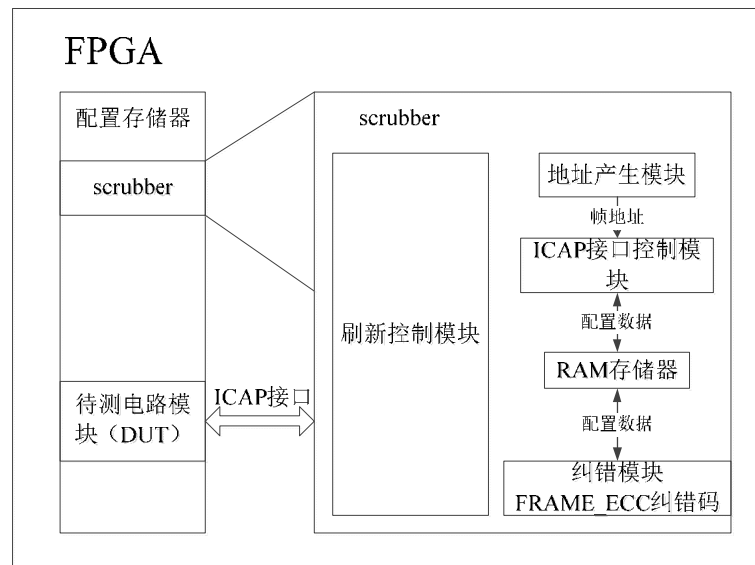 FPGA
配置存储器
scrubber
待测电路模
块（DUT）
ICAP接口
scrubber
刷新控制模块
地址产生模块
帧地址
ICAP接口控制模
块
配置数据
RAM存储器
配置数据
纠错模块
FRAME_ECC纠错码